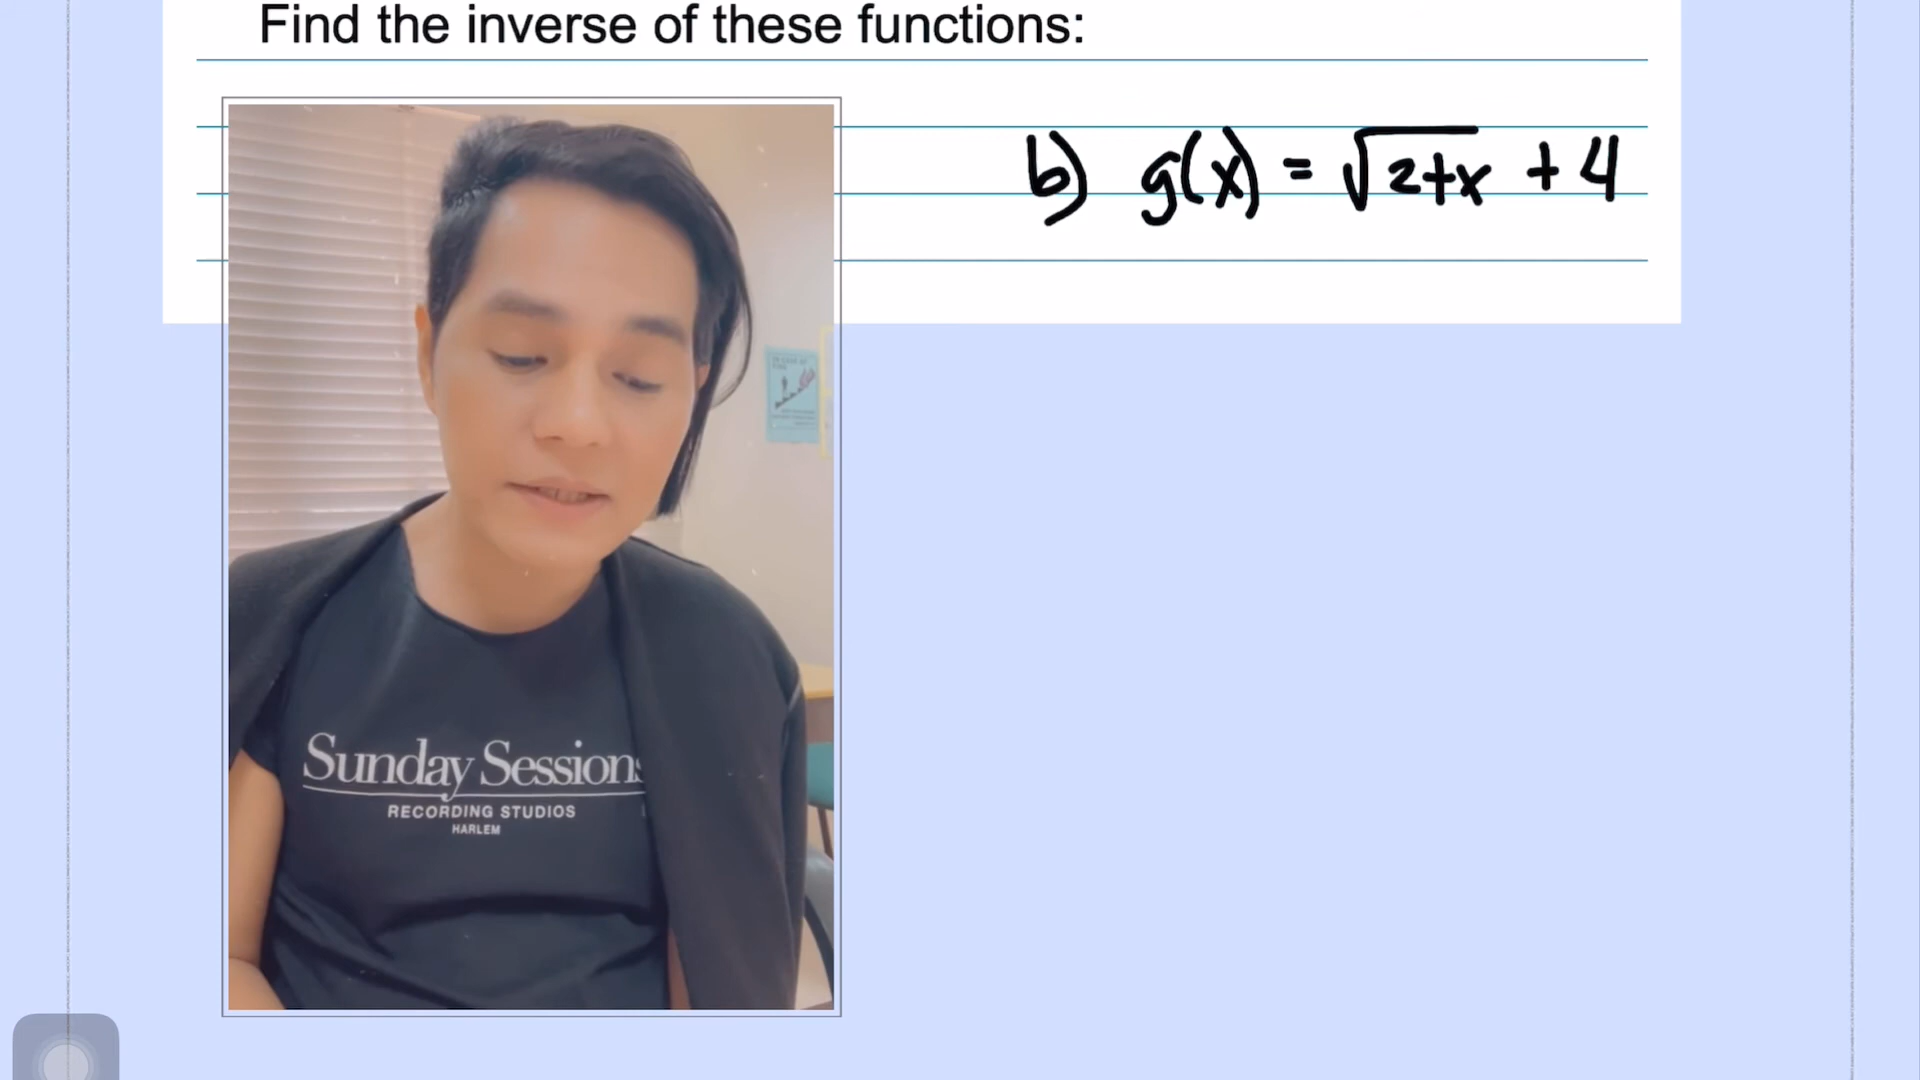 Find the inverse of these functions:
b) g(x) = √2+x + 4
Sunday Sessions
RECORDING STUDIOS
HARLEM